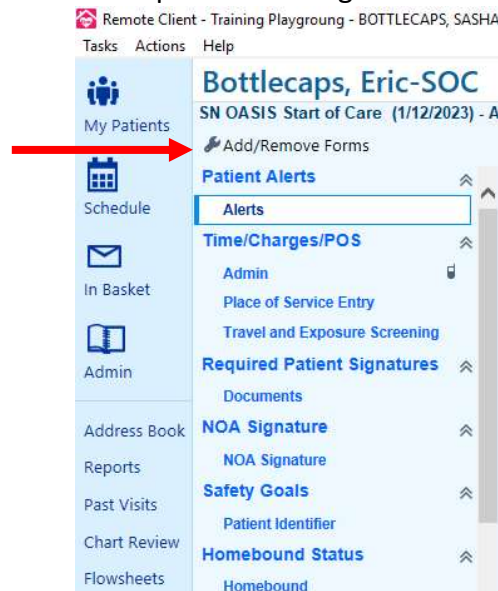 Remote Client - Training Playgroung - BOTTLECAPS, SASHA
Tasks Actions Help
My Patients
Schedule
In Basket
Admin
Address Book
Reports
Past Visits
Chart Review
Flowsheets
Bottlecaps, Eric-SOC
SN OASIS Start of Care (1/12/2023) - A
Add/Remove Forms
Patient Alerts
Alerts
Time/Charges/POS
Admin
Place of Service Entry
Travel and Exposure Screening
Required Patient Signatures
Documents
NOA Signature
NOA Signature
Safety Goals
Patient Identifier
Homebound Status
Homebound